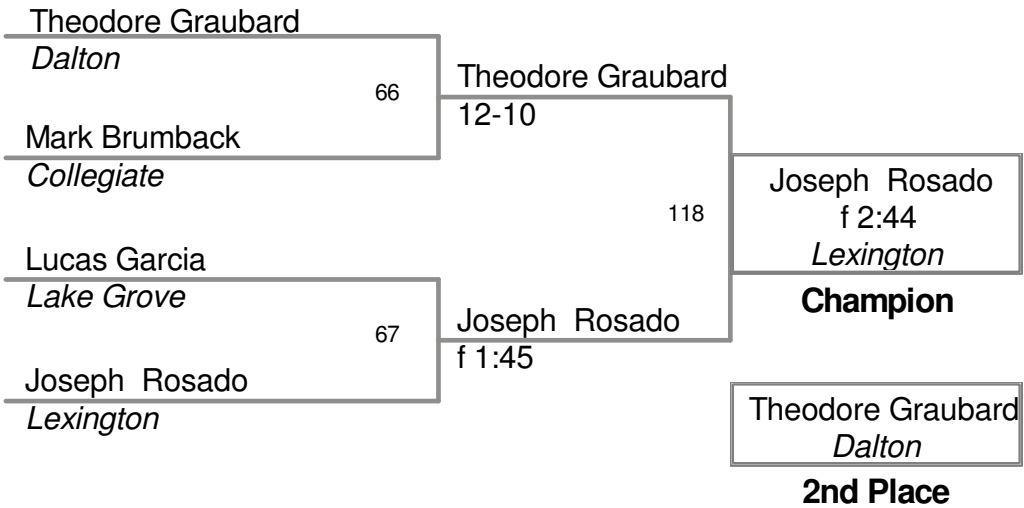 Theodore Graubard
Dalton
66
Mark Brumback
Collegiate
Theodore Graubard
12-10
118
Lucas Garcia
Lake Grove
67
Joseph Rosado
Lexington
Joseph Rosado
f 1:45
Joseph Rosado
f 2:44
Lexington
Champion
Theodore Graubard
Dalton
2nd Place